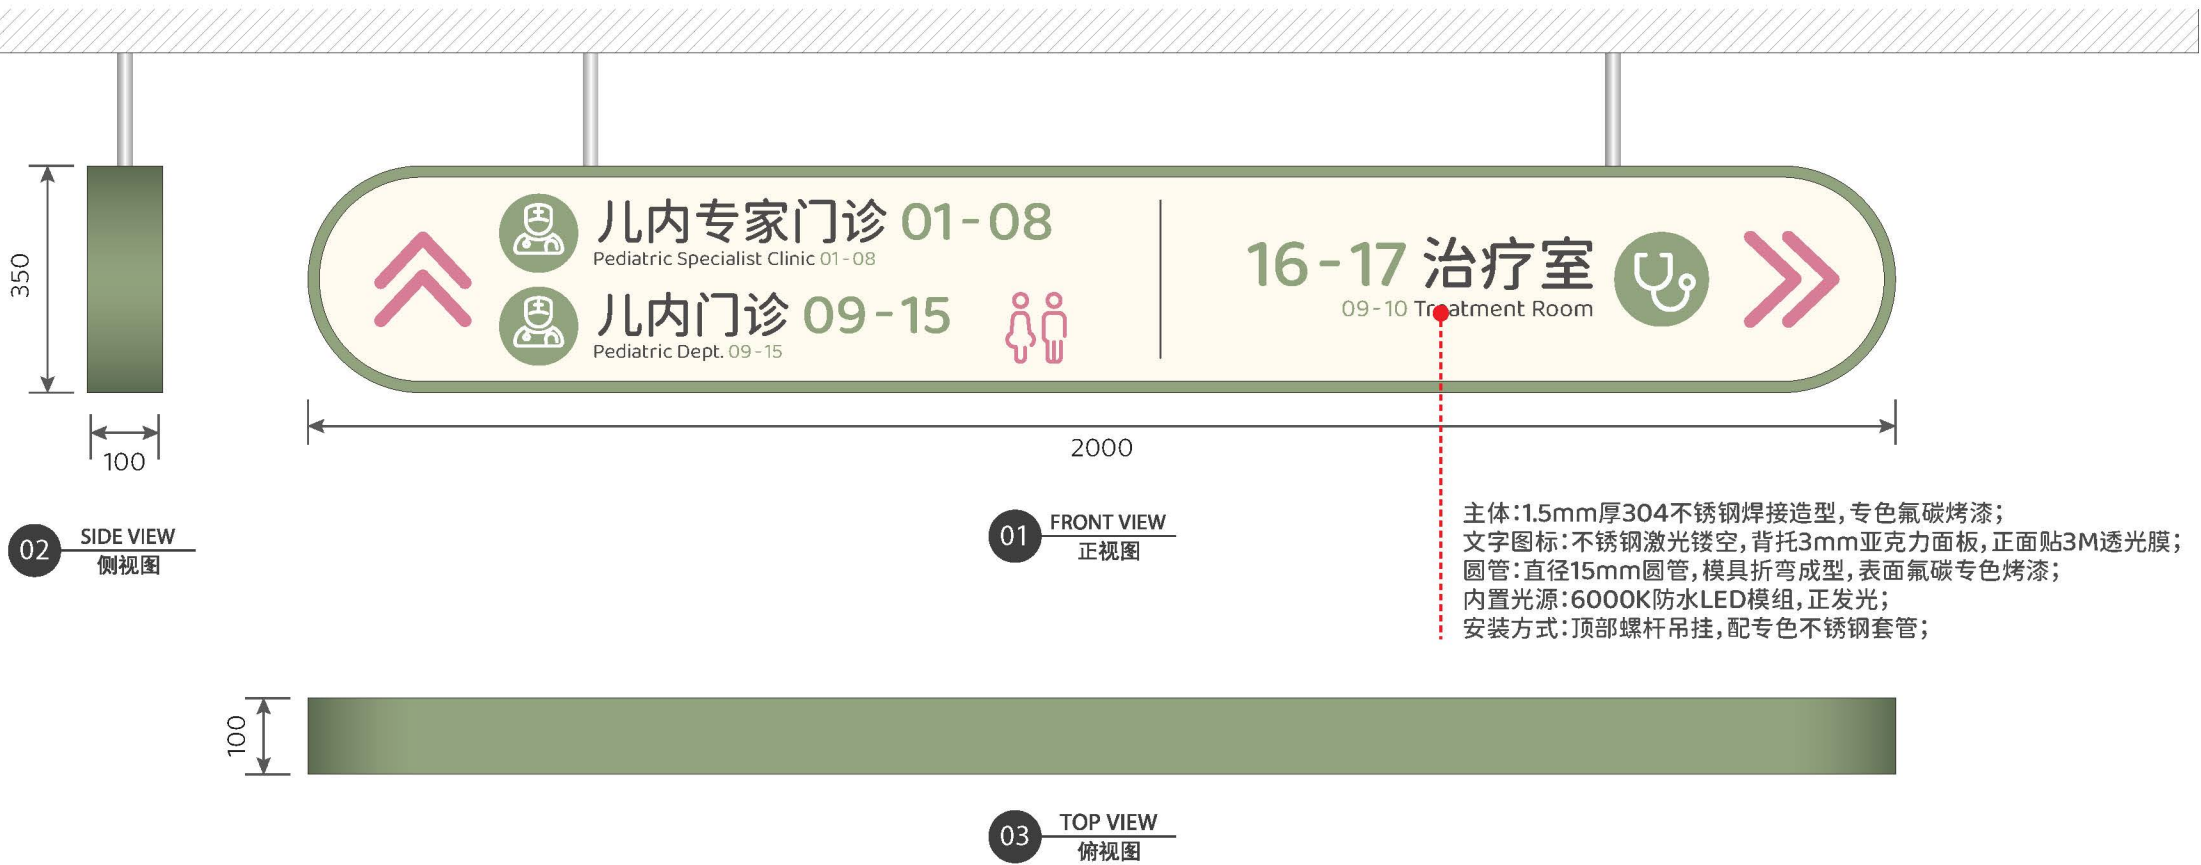 儿内专家门诊 01-08
Pediatric Specialist Clinic 01-08
儿内门诊 09-15
Pediatric Dept. 09-15
16-17 治疗室
09-10 Treatment Room
350
100
2000
02 SIDE VIEW
侧视图
01 FRONT VIEW
正视图
主体:1.5mm厚304不锈钢焊接造型,专色氟碳烤漆;
文字图标:不锈钢激光镂空,背托3mm亚克力面板,正面贴3M透光膜;
圆管:直径15mm圆管,模具折弯成型,表面氟碳专色烤漆;
内置光源:6000K防水LED模组,正发光;
安装方式:顶部螺杆吊挂,配专色不锈钢套管;
100
03 TOP VIEW
俯视图